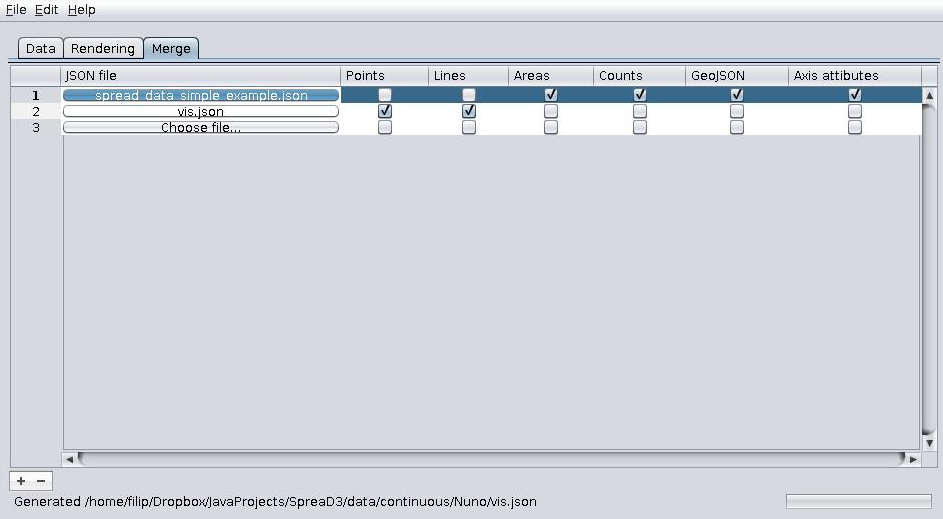 File Edit Help
Data Rendering Merge
JSON file Points Lines Areas Counts GeoJSON Axis attibutes
1 spread_data_simple_example.json
2 vis.json
3 Choose file...
+ −
Generated /home/filip/Dropbox/JavaProjects/SpreaD3/data/continuous/Nuno/vis.json